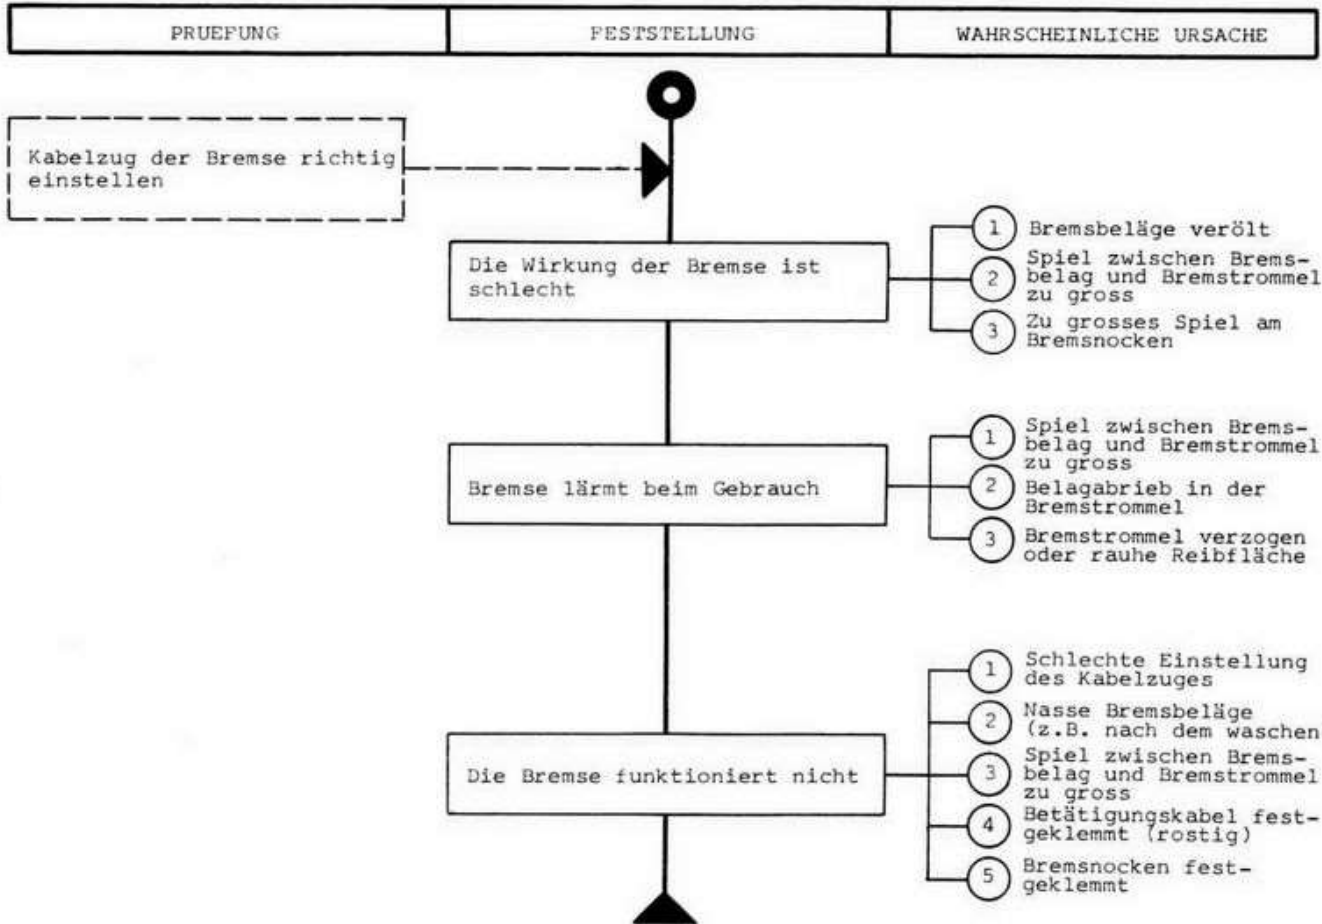 PRUEFUNG
FESTSTELLUNG
WAHRSCHEINLICHE URSACHE
Kabelzug der Bremse richtig
einstellen
Die Wirkung der Bremse ist
schlecht
1 Bremsbeläge verölt
Spiel zwischen Brems-
2 belag und Bremstrommel
zu gross
3 Zu grosses Spiel am
Bremsnocken
Bremse lärmt beim Gebrauch
Spiel zwischen Brems-
1 belag und Bremstrommel
zu gross
2 Belagabrieb in der
Bremstrommel
3 Bremstrommel verzogen
oder rauhe Reibfläche
Die Bremse funktioniert nicht
1 Schlechte Einstellung
des Kabelzuges
2 Nasse Bremsbeläge
(z.B. nach dem waschen
Spiel zwischen Brems-
3 belag und Bremstrommel
zu gross
4 Betätigungskabel fest-
geklemmt (rostig)
5 Bremsnocken fest-
geklemmt